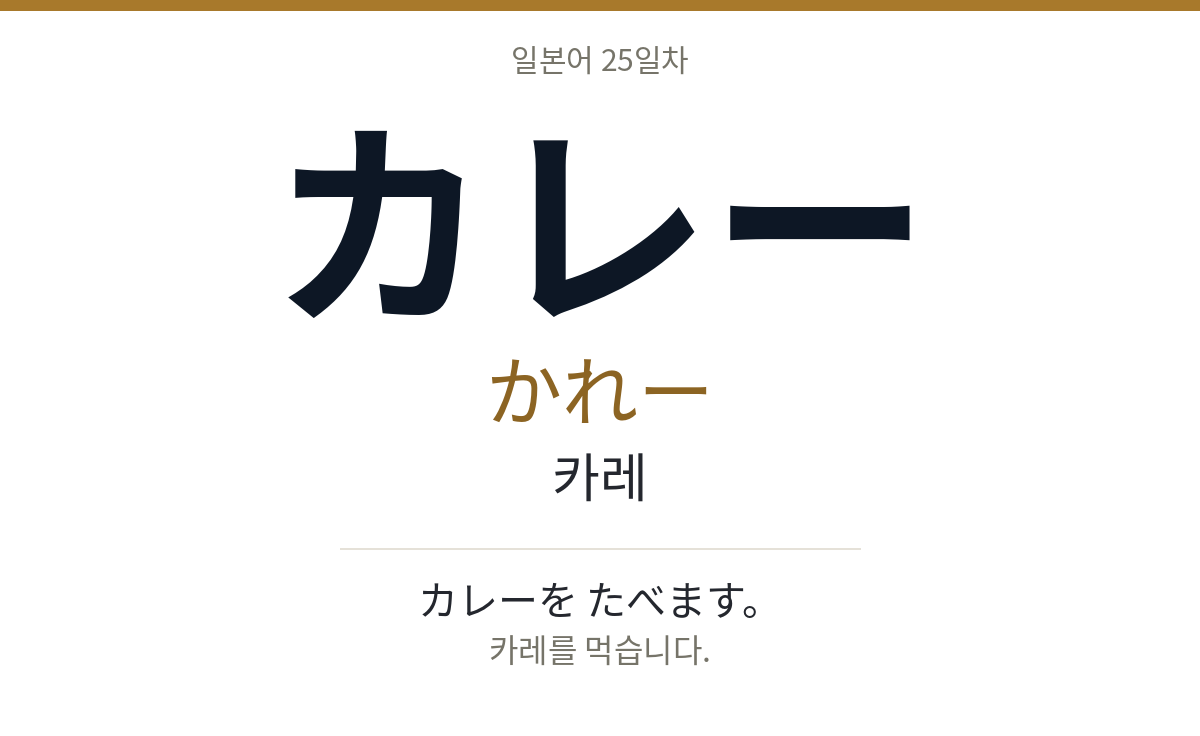 일본어 25일차
カレー
かれー
카레
カレーを たべます。
카레를 먹습니다.